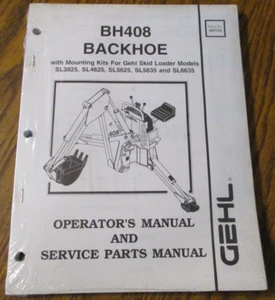 BH408
BACKHOE
with Mounting Kits For Gehl Skid Loader Models
SL3825, SL4625, SL5625, SL5635 and SL6635
OPERATOR'S MANUAL
AND
SERVICE PARTS MANUAL
GEHL